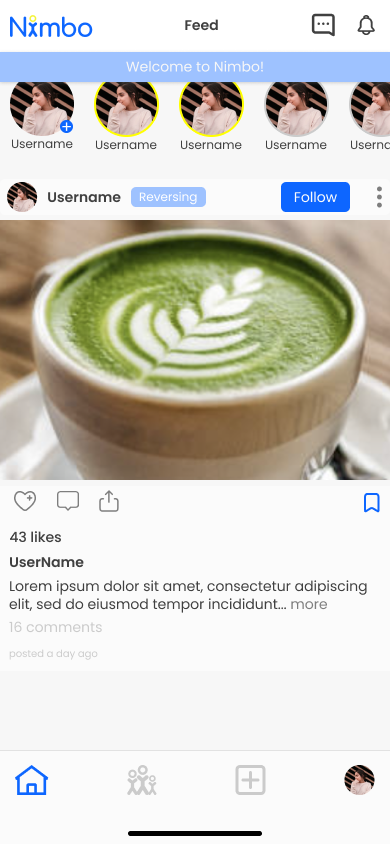 Nimbo
Feed
Welcome to Nimbo!
Username
Username
Username
Username
Username
Reversing
Follow
43 likes
UserName
Lorem ipsum dolor sit amet, consectetur adipiscing
elit, sed do eiusmod tempor incididunt... more
16 comments
posted a day ago